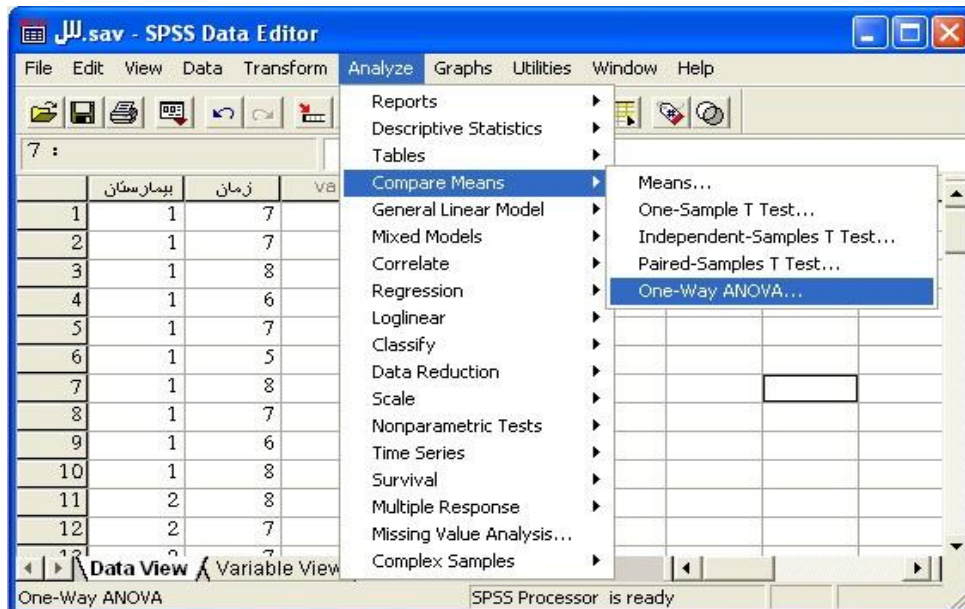 سل.sav - SPSS Data Editor
File Edit View Data Transform Analyze Graphs Utilities Window Help
7 :
بیمارستان زمان va
1 1 7
2 1 7
3 1 8
4 1 6
5 1 7
6 1 5
7 1 8
8 1 7
9 1 6
10 1 8
11 2 8
12 2 7
Reports
Descriptive Statistics
Tables
Compare Means
General Linear Model
Mixed Models
Correlate
Regression
Loglinear
Classify
Data Reduction
Scale
Nonparametric Tests
Time Series
Survival
Multiple Response
Missing Value Analysis...
Complex Samples
Means...
One-Sample T Test...
Independent-Samples T Test...
Paired-Samples T Test...
One-Way ANOVA...
Data View Variable View
One-Way ANOVA SPSS Processor is ready